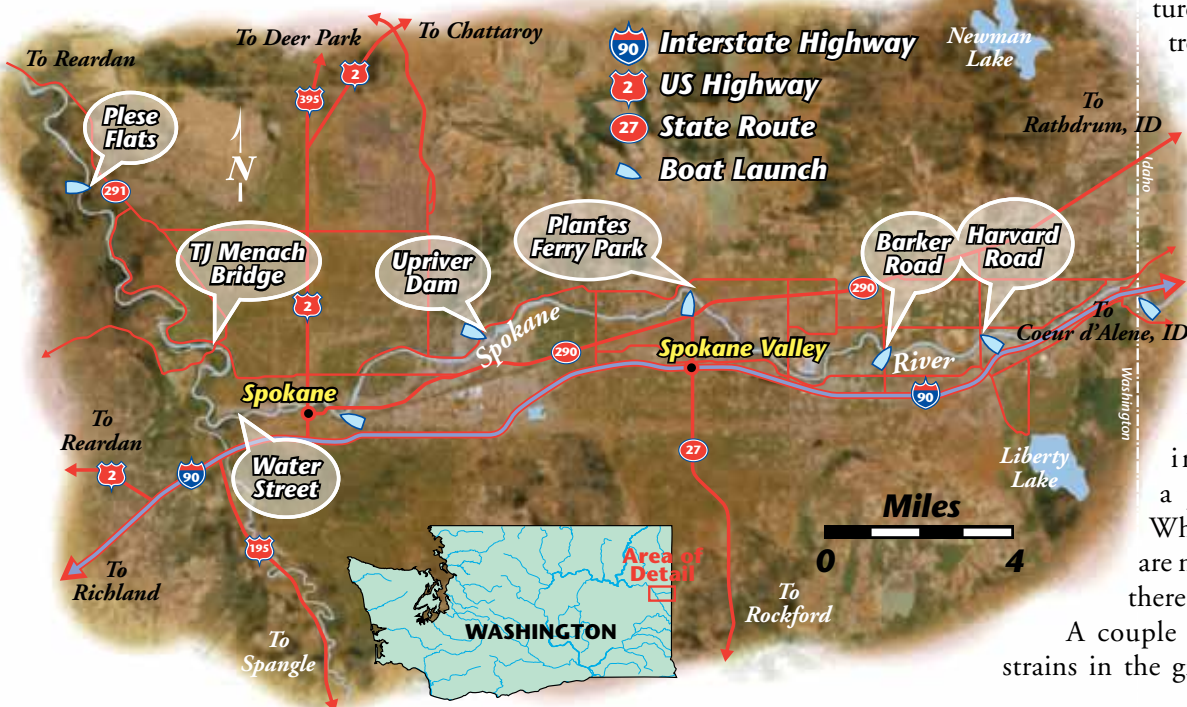 To Reardan
To Deer Park
To Chattaroy
90 Interstate Highway
2 US Highway
27 State Route
Boat Launch
Newman
Lake
To
Rathdrum, ID
Idaho
2
395
N
Plese
Flats
291
TJ Menach
Bridge
Upriver
Dam
Plantes
Ferry Park
Barker
Road
Harvard
Road
2
290
290
Spokane
River
To
Coeur d'Alene, ID
Washington
Spokane Valley
Spokane
90
To
Reardan
2
90
Water
Street
27
Liberty
Lake
195
To
Richland
To
Spangle
Miles
0 4
Area of
Detail
WASHINGTON
To
Rockford
there
A couple
strains in the